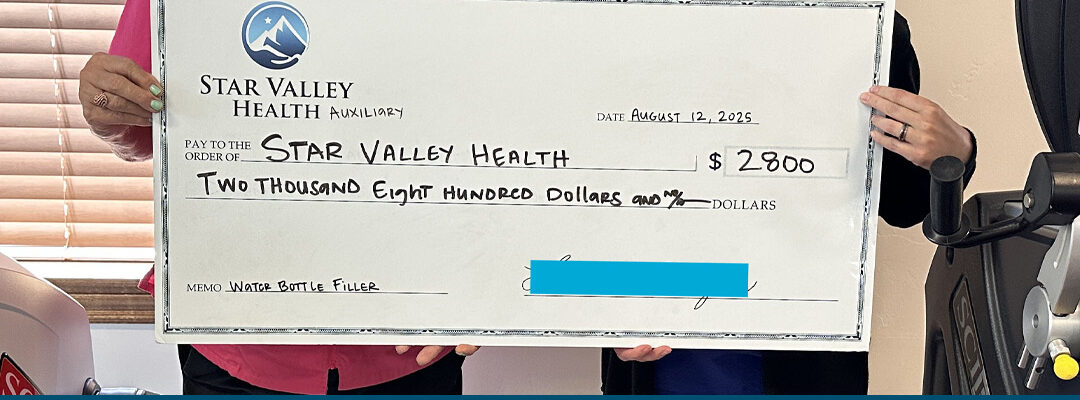 STAR VALLEY
HEALTH AUXILIARY
DATE AUGUST 12, 2025
PAY TO THE
ORDER OF STAR VALLEY HEALTH $ 2800
TWO THOUSAND EIGHT HUNDRED DOLLARS AND NO/ DOLLARS
MEMO WATER BOTTLE FILLER